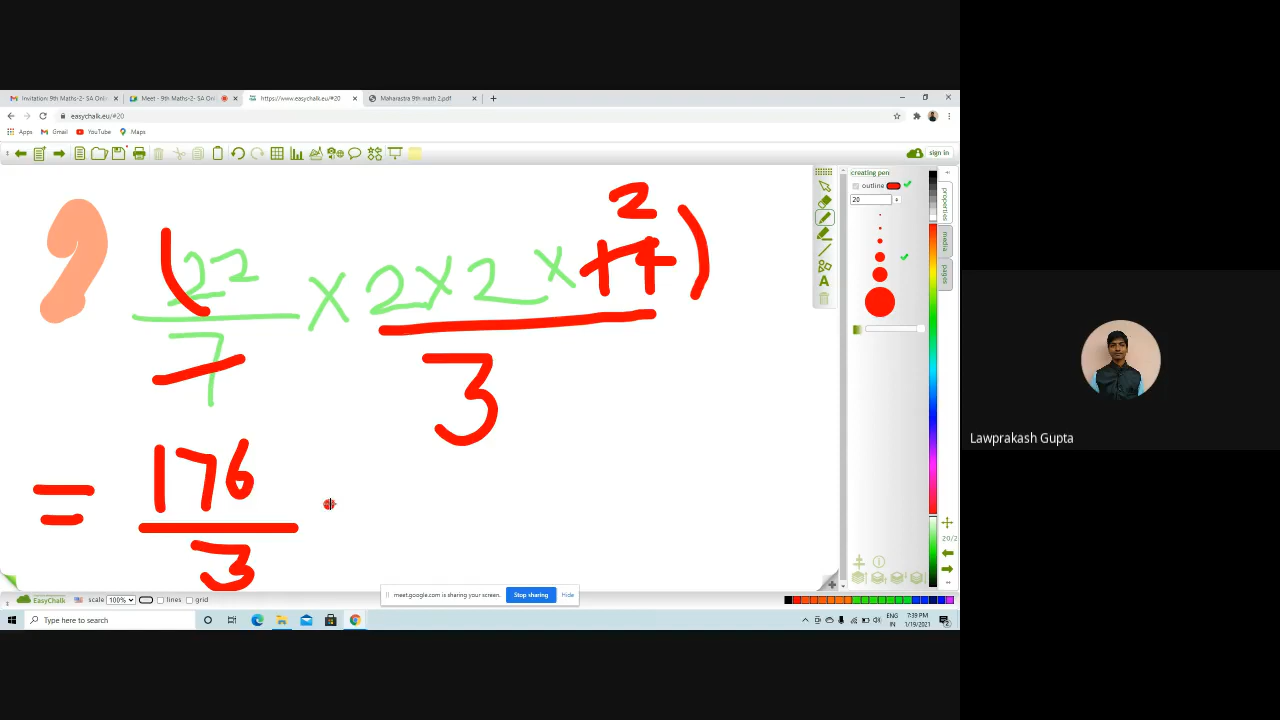 Invitation: 9th Maths-2- SA Onli
Meet - 9th Maths-2- SA Onl
https://www.easychalk.eu/#20
Maharastra 9th math 2.pdf
easychalk.eu/#20
Apps Gmail YouTube Maps
sign in
creating pen
outline
20
properties
media
pages
2
( 22 × 2×2 × 14 )
7 3
= 176
3
Lawprakash Gupta
20/2
meet.google.com is sharing your screen. Stop sharing Hide
EasyChalk scale 100% lines grid
Type here to search
ENG
IN
7:39 PM
1/19/2021
2